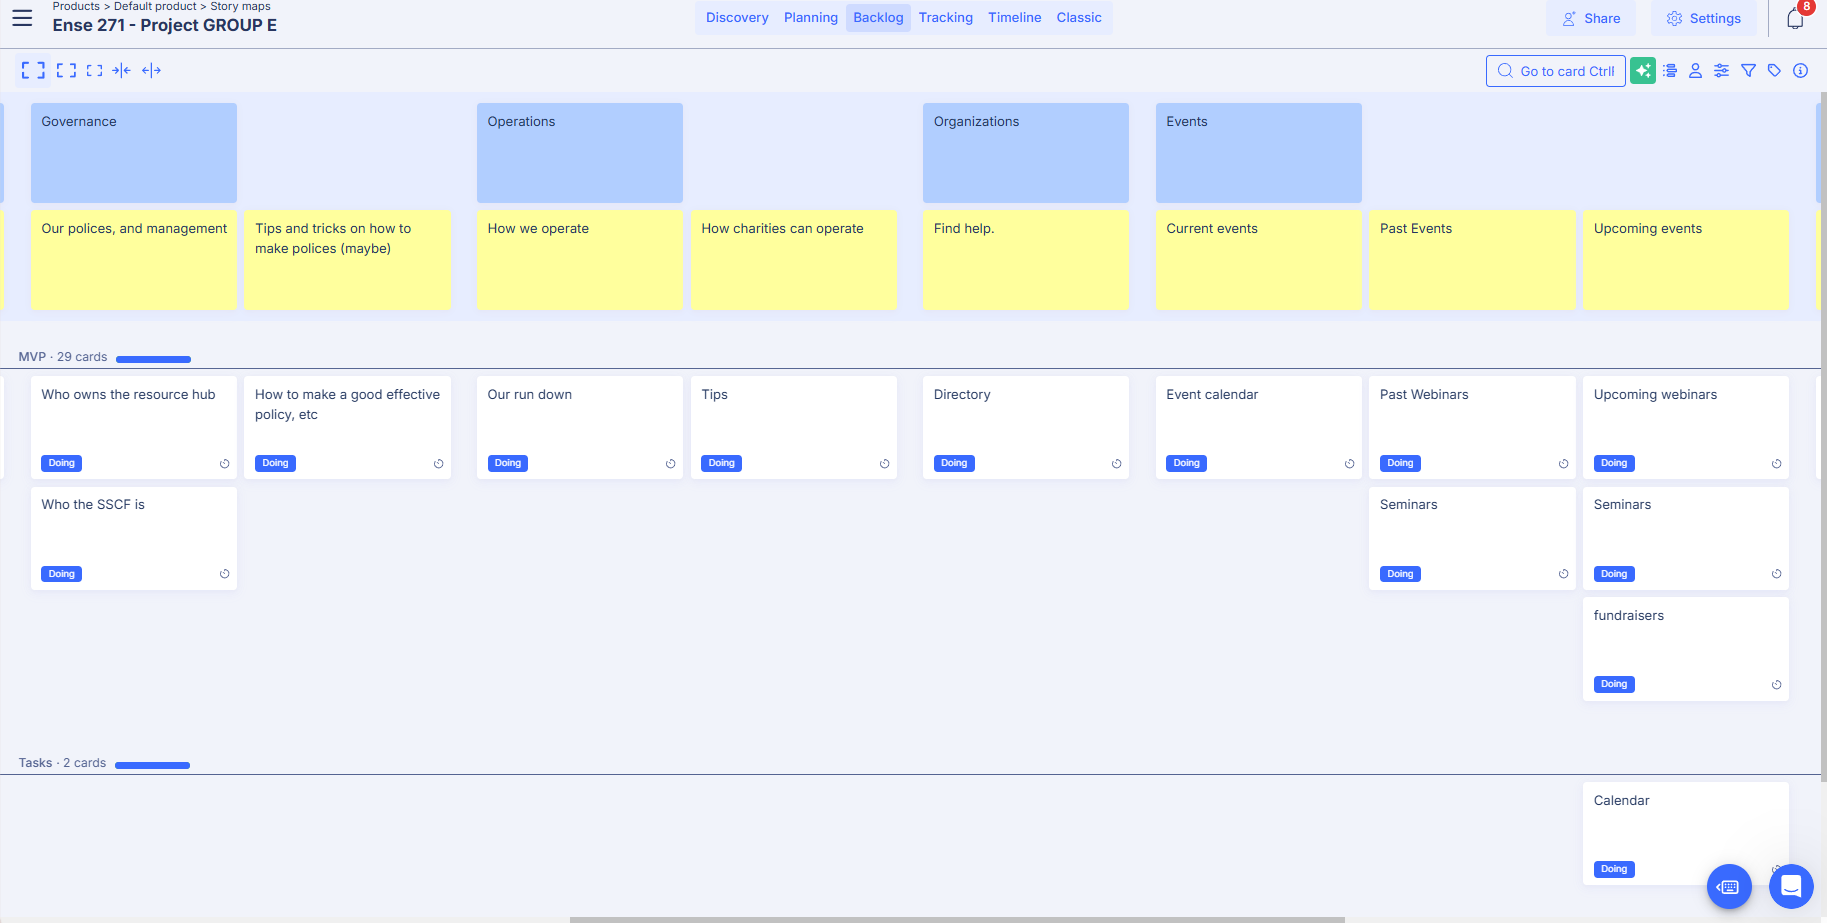 Products > Default product > Story maps
Ense 271 - Project GROUP E
Discovery Planning Backlog Tracking Timeline Classic
Share Settings 8
Go to card Ctrl
Governance Operations Organizations Events
Our polices, and management
Tips and tricks on how to
make polices (maybe)
How we operate
How charities can operate
Find help.
Current events
Past Events
Upcoming events
MVP · 29 cards
Who owns the resource hub
Doing
How to make a good effective
policy, etc
Doing
Our run down
Doing
Tips
Doing
Directory
Doing
Event calendar
Doing
Past Webinars
Doing
Upcoming webinars
Doing
Who the SSCF is
Doing
Seminars
Doing
Seminars
Doing
fundraisers
Doing
Tasks · 2 cards
Calendar
Doing